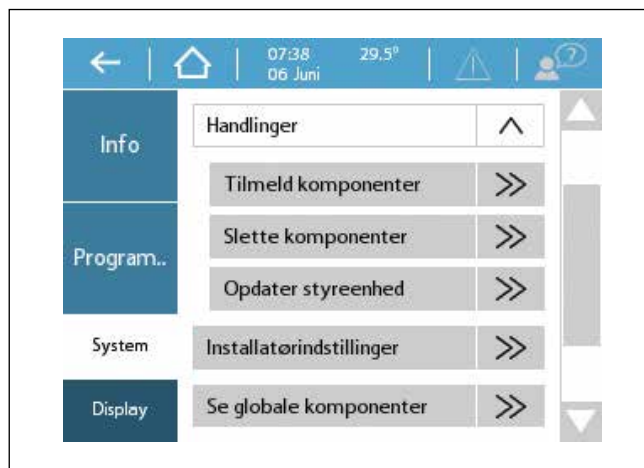 07:38 29.5°
06 Juni
?
Info
Program..
System
Display
Handlinger
Tilmeld komponenter
Slette komponenter
Opdater styreenhed
Installatørindstillinger
Se globale komponenter